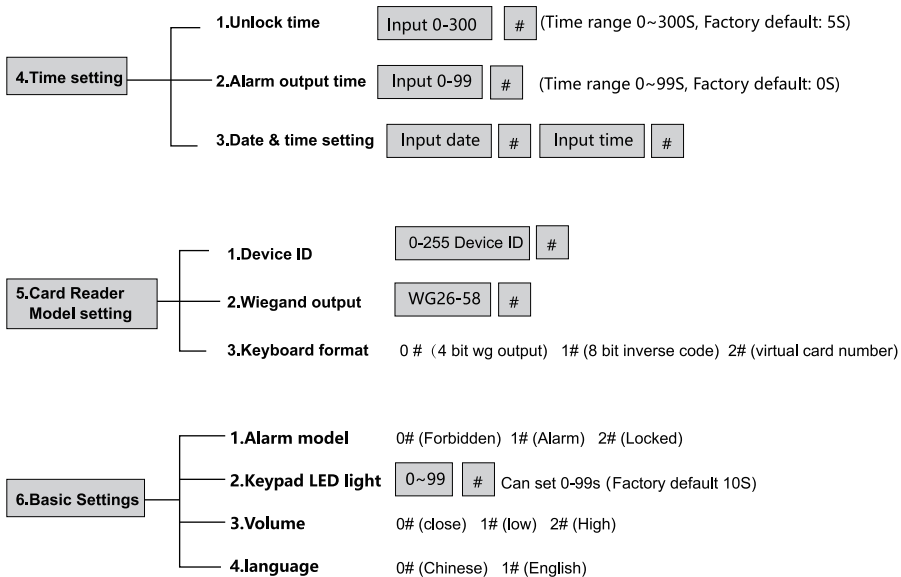 1.Unlock time Input 0-300 # (Time range 0~300S, Factory default: 5S)
4.Time setting 2.Alarm output time Input 0-99 # (Time range 0~99S, Factory default: 0S)
3.Date & time setting Input date # Input time #
1.Device ID 0-255 Device ID #
5.Card Reader
Model setting
2.Wiegand output WG26-58 #
3.Keyboard format 0 # (4 bit wg output) 1# (8 bit inverse code) 2# (virtual card number)
1.Alarm model 0# (Forbidden) 1# (Alarm) 2# (Locked)
2.Keypad LED light 0~99 # Can set 0-99s (Factory default 10S)
6.Basic Settings
3.Volume 0# (close) 1# (low) 2# (High)
4.language 0# (Chinese) 1# (English)